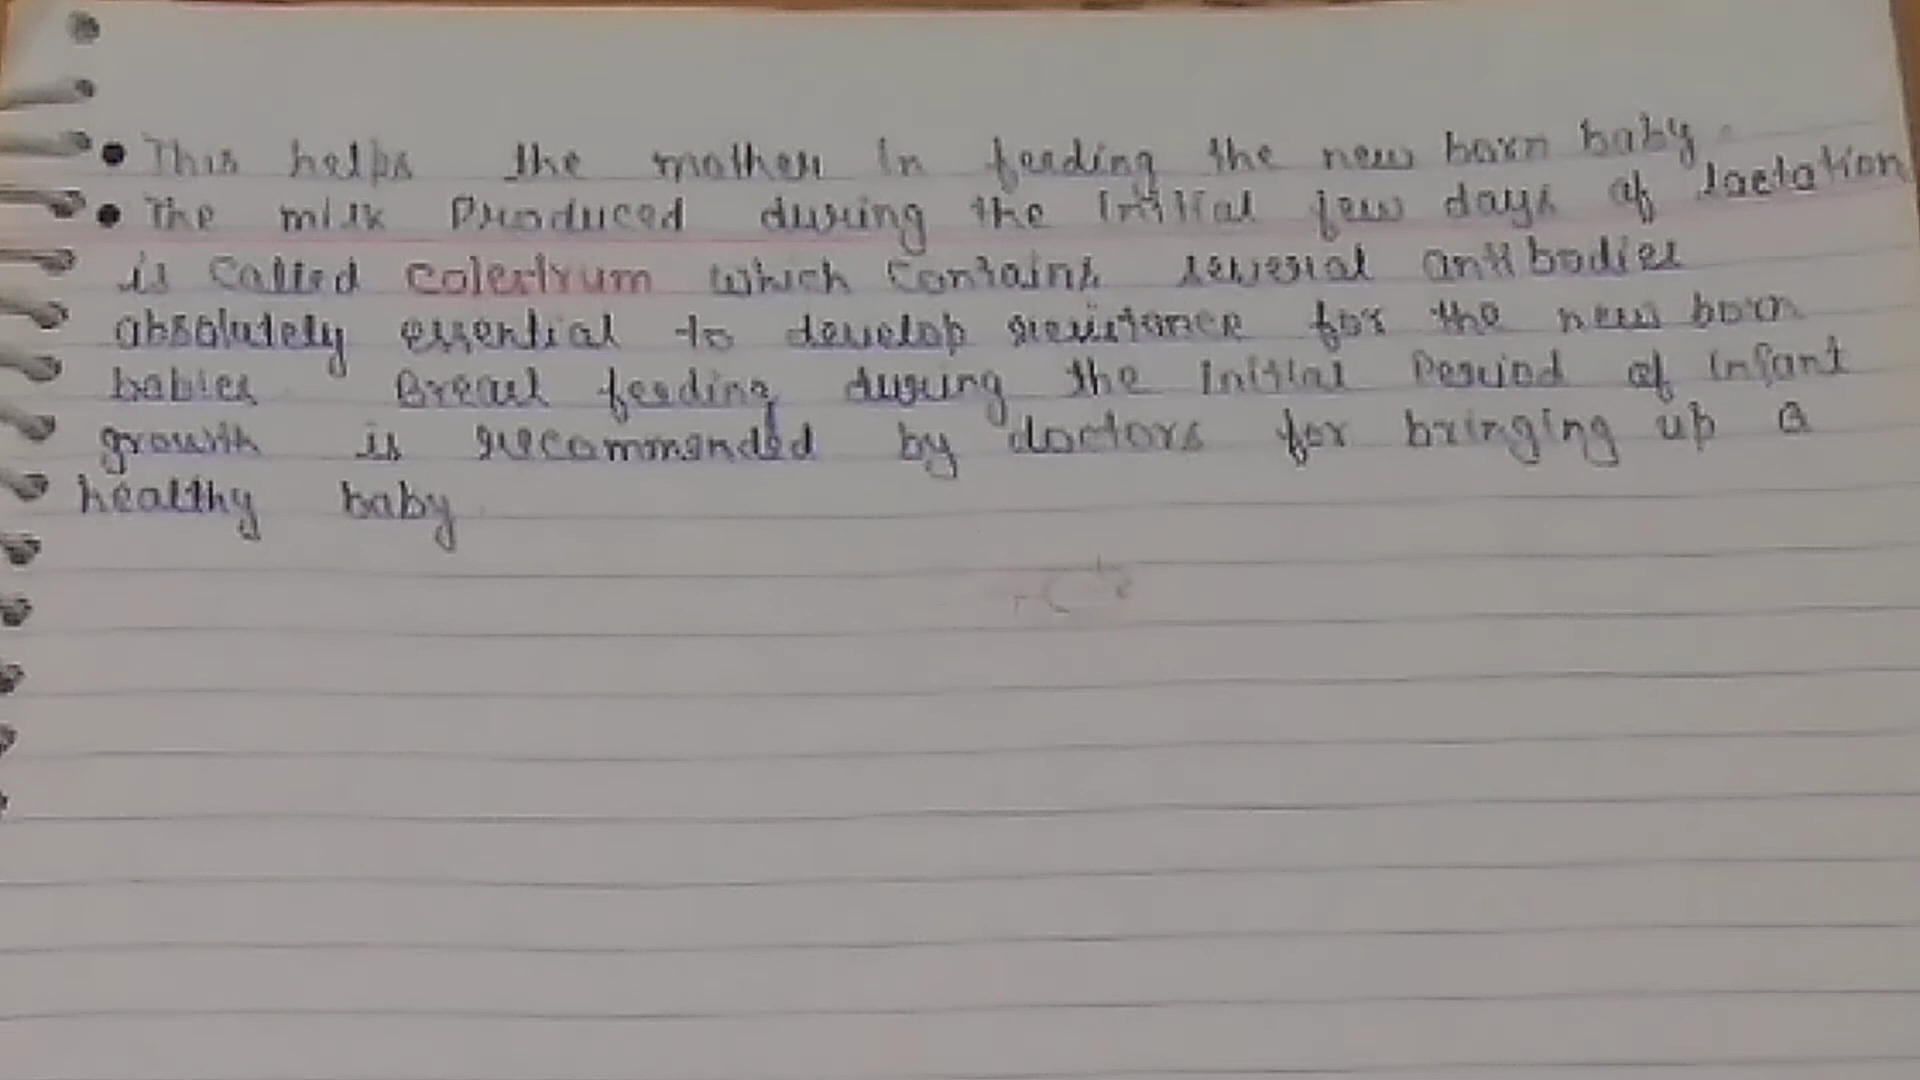 • This helps the mother in feeding the new born baby.
• The milk Produced during the initial few days of lactation
is called colestrum which contains several antibodies
absolutely essential to develop resistance for the new born
babies Breast feeding during the initial Period of infant
growth is recommended by doctors for bringing up a
healthy baby